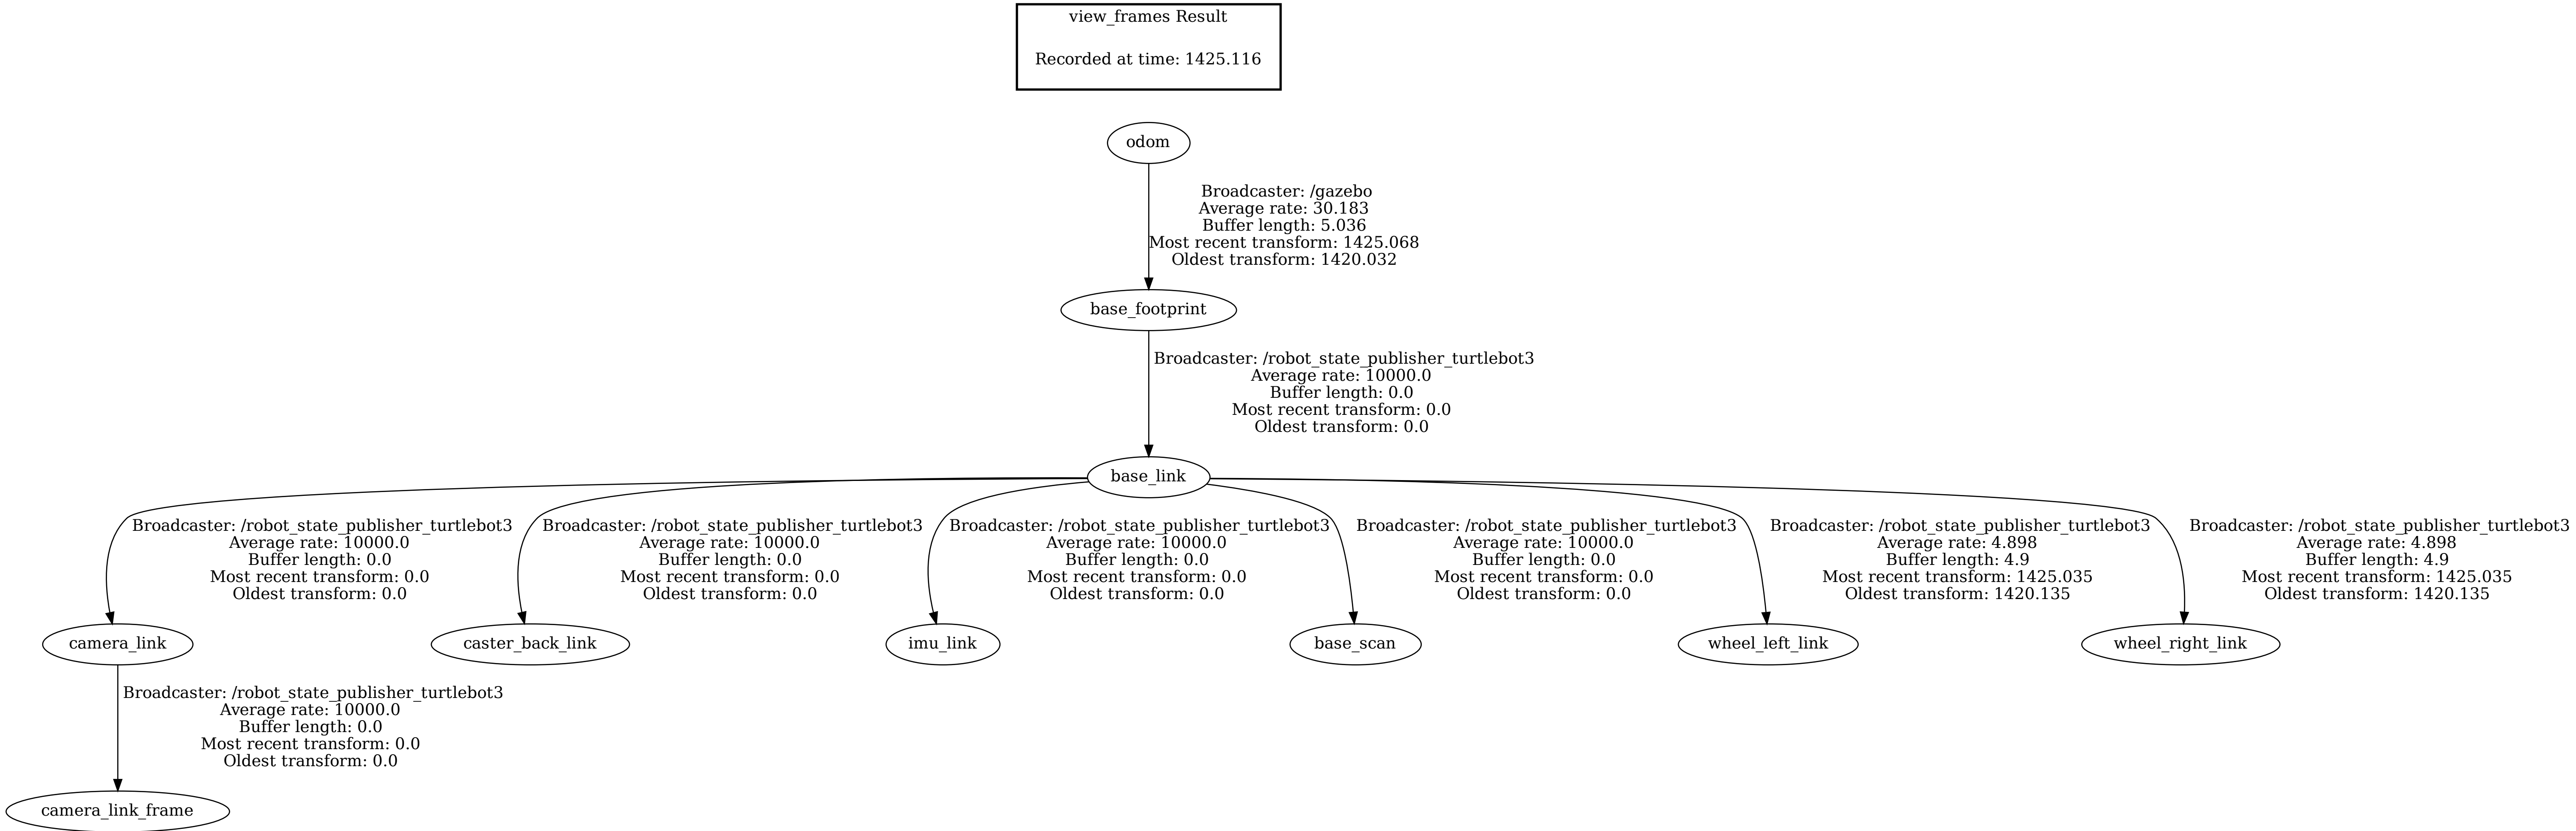 view_frames Result
Recorded at time: 1425.116
odom
Broadcaster: /gazebo
Average rate: 30.183
Buffer length: 5.036
Most recent transform: 1425.068
Oldest transform: 1420.032
base_footprint
Broadcaster: /robot_state_publisher_turtlebot3
Average rate: 10000.0
Buffer length: 0.0
Most recent transform: 0.0
Oldest transform: 0.0
base_link
Broadcaster: /robot_state_publisher_turtlebot3
Average rate: 10000.0
Buffer length: 0.0
Most recent transform: 0.0
Oldest transform: 0.0
Broadcaster: /robot_state_publisher_turtlebot3
Average rate: 10000.0
Buffer length: 0.0
Most recent transform: 0.0
Oldest transform: 0.0
Broadcaster: /robot_state_publisher_turtlebot3
Average rate: 10000.0
Buffer length: 0.0
Most recent transform: 0.0
Oldest transform: 0.0
Broadcaster: /robot_state_publisher_turtlebot3
Average rate: 10000.0
Buffer length: 0.0
Most recent transform: 0.0
Oldest transform: 0.0
Broadcaster: /robot_state_publisher_turtlebot3
Average rate: 4.898
Buffer length: 4.9
Most recent transform: 1425.035
Oldest transform: 1420.135
Broadcaster: /robot_state_publisher_turtlebot3
Average rate: 4.898
Buffer length: 4.9
Most recent transform: 1425.035
Oldest transform: 1420.135
camera_link
caster_back_link
imu_link
base_scan
wheel_left_link
wheel_right_link
Broadcaster: /robot_state_publisher_turtlebot3
Average rate: 10000.0
Buffer length: 0.0
Most recent transform: 0.0
Oldest transform: 0.0
camera_link_frame